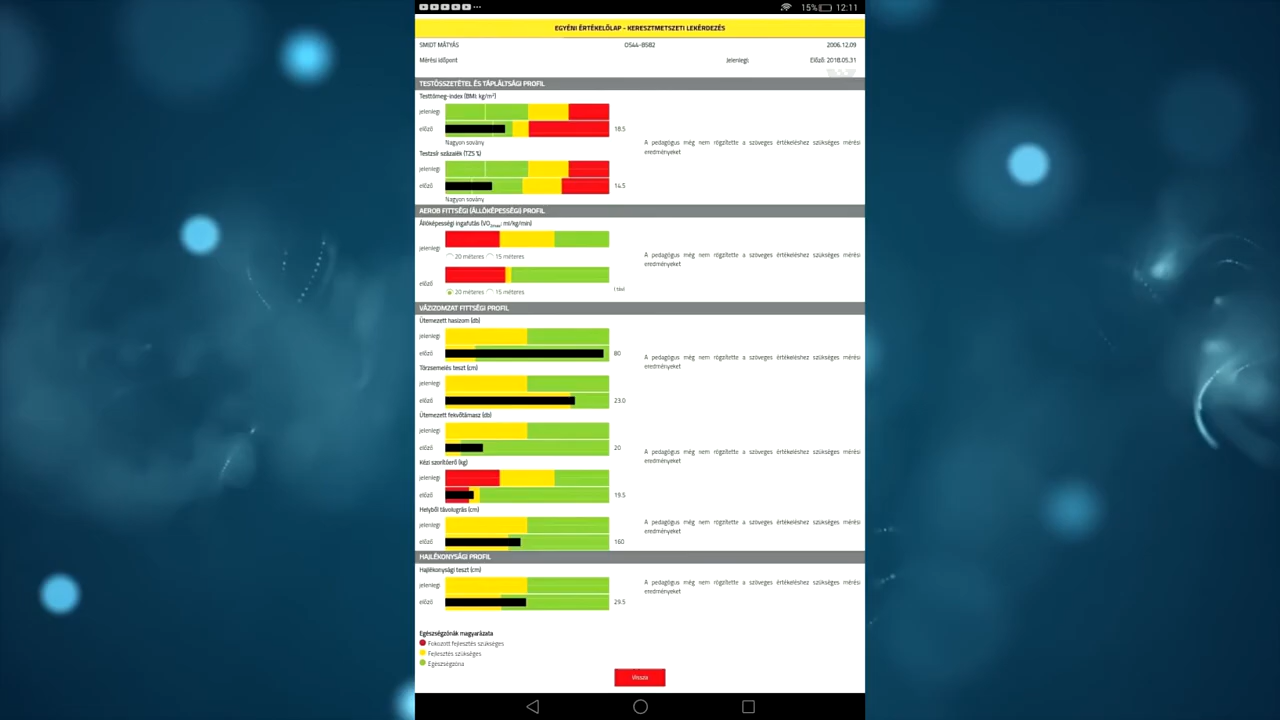 15% 12:11
EGYÉNI ÉRTÉKELŐLAP - KERESZTMETSZETI LEKÉRDEZÉS
SMIDT MÁTYÁS 0544-8582 2006.12.09
Mérési időpont Jelenlegi: Előző: 2018.05.31
TESTÖSSZETÉTEL ÉS TÁPLÁLTSÁGI PROFIL
Testtömeg-index (BMI: kg/m²)
jelenlegi
előző 18.5
Nagyon sovány
A pedagógus még nem rögzítette a szöveges értékeléshez szükséges mérési
eredményeket
Testzsír százalék (TZS %)
jelenlegi
előző 14.5
Nagyon sovány
AEROB FITTSÉGI (ÁLLÓKÉPESSÉGI) PROFIL
Állóképességi ingafutás (VO2max: ml/kg/min)
jelenlegi
20 méteres 15 méteres
A pedagógus még nem rögzítette a szöveges értékeléshez szükséges mérési
eredményeket
előző
20 méteres 15 méteres
VÁZIZOMZAT FITTSÉGI PROFIL
Ütemezett hasizom (db)
jelenlegi
előző 80
A pedagógus még nem rögzítette a szöveges értékeléshez szükséges mérési
eredményeket
Törzsemelés teszt (cm)
jelenlegi
előző 23.0
Ütemezett fekvőtámasz (db)
jelenlegi
előző 20
A pedagógus még nem rögzítette a szöveges értékeléshez szükséges mérési
eredményeket
Kézi szorítóerő (kg)
jelenlegi
előző 19.5
Helyből távolugrás (cm)
jelenlegi
előző 160
A pedagógus még nem rögzítette a szöveges értékeléshez szükséges mérési
eredményeket
HAJLÉKONYSÁGI PROFIL
Hajlékonysági teszt (cm)
jelenlegi
előző 29.5
A pedagógus még nem rögzítette a szöveges értékeléshez szükséges mérési
eredményeket
Egészségzónák magyarázata
Fokozott fejlesztés szükséges
Fejlesztés szükséges
Egészségzóna
Vissza